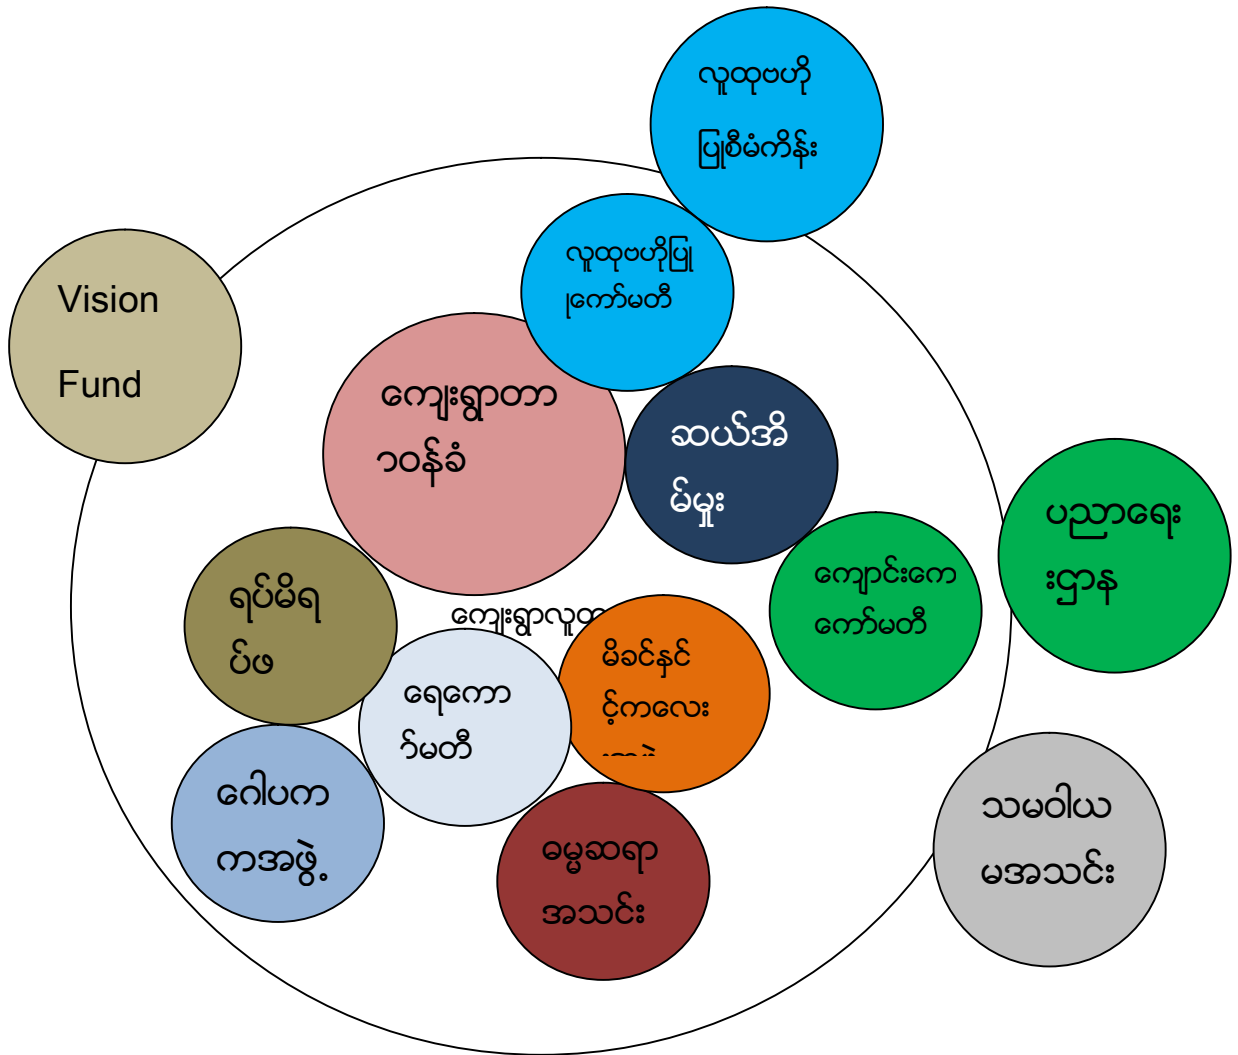 လူထုဗဟို
ပြုစီမံကိန်း
လူထုဗဟိုပြ
ုကော်မတီ
Vision
Fund
ကျေးရွာတာ
ဝန်ခံ
ဆယ်အိ
မ်မှူး
ပညာရေး
းဌာန
ကျောင်းကေ
ကော်မတီ
ရပ်မိရ
ပ်ဖ
ကျေးရွာလူထု
မိခင်နှင်
့်ကလေး
ရေကော
်မတီ
ဂေါပက
ကအဖွဲ့
ဓမ္မဆရာ
အသင်း
သမဝါယ
မအသင်း